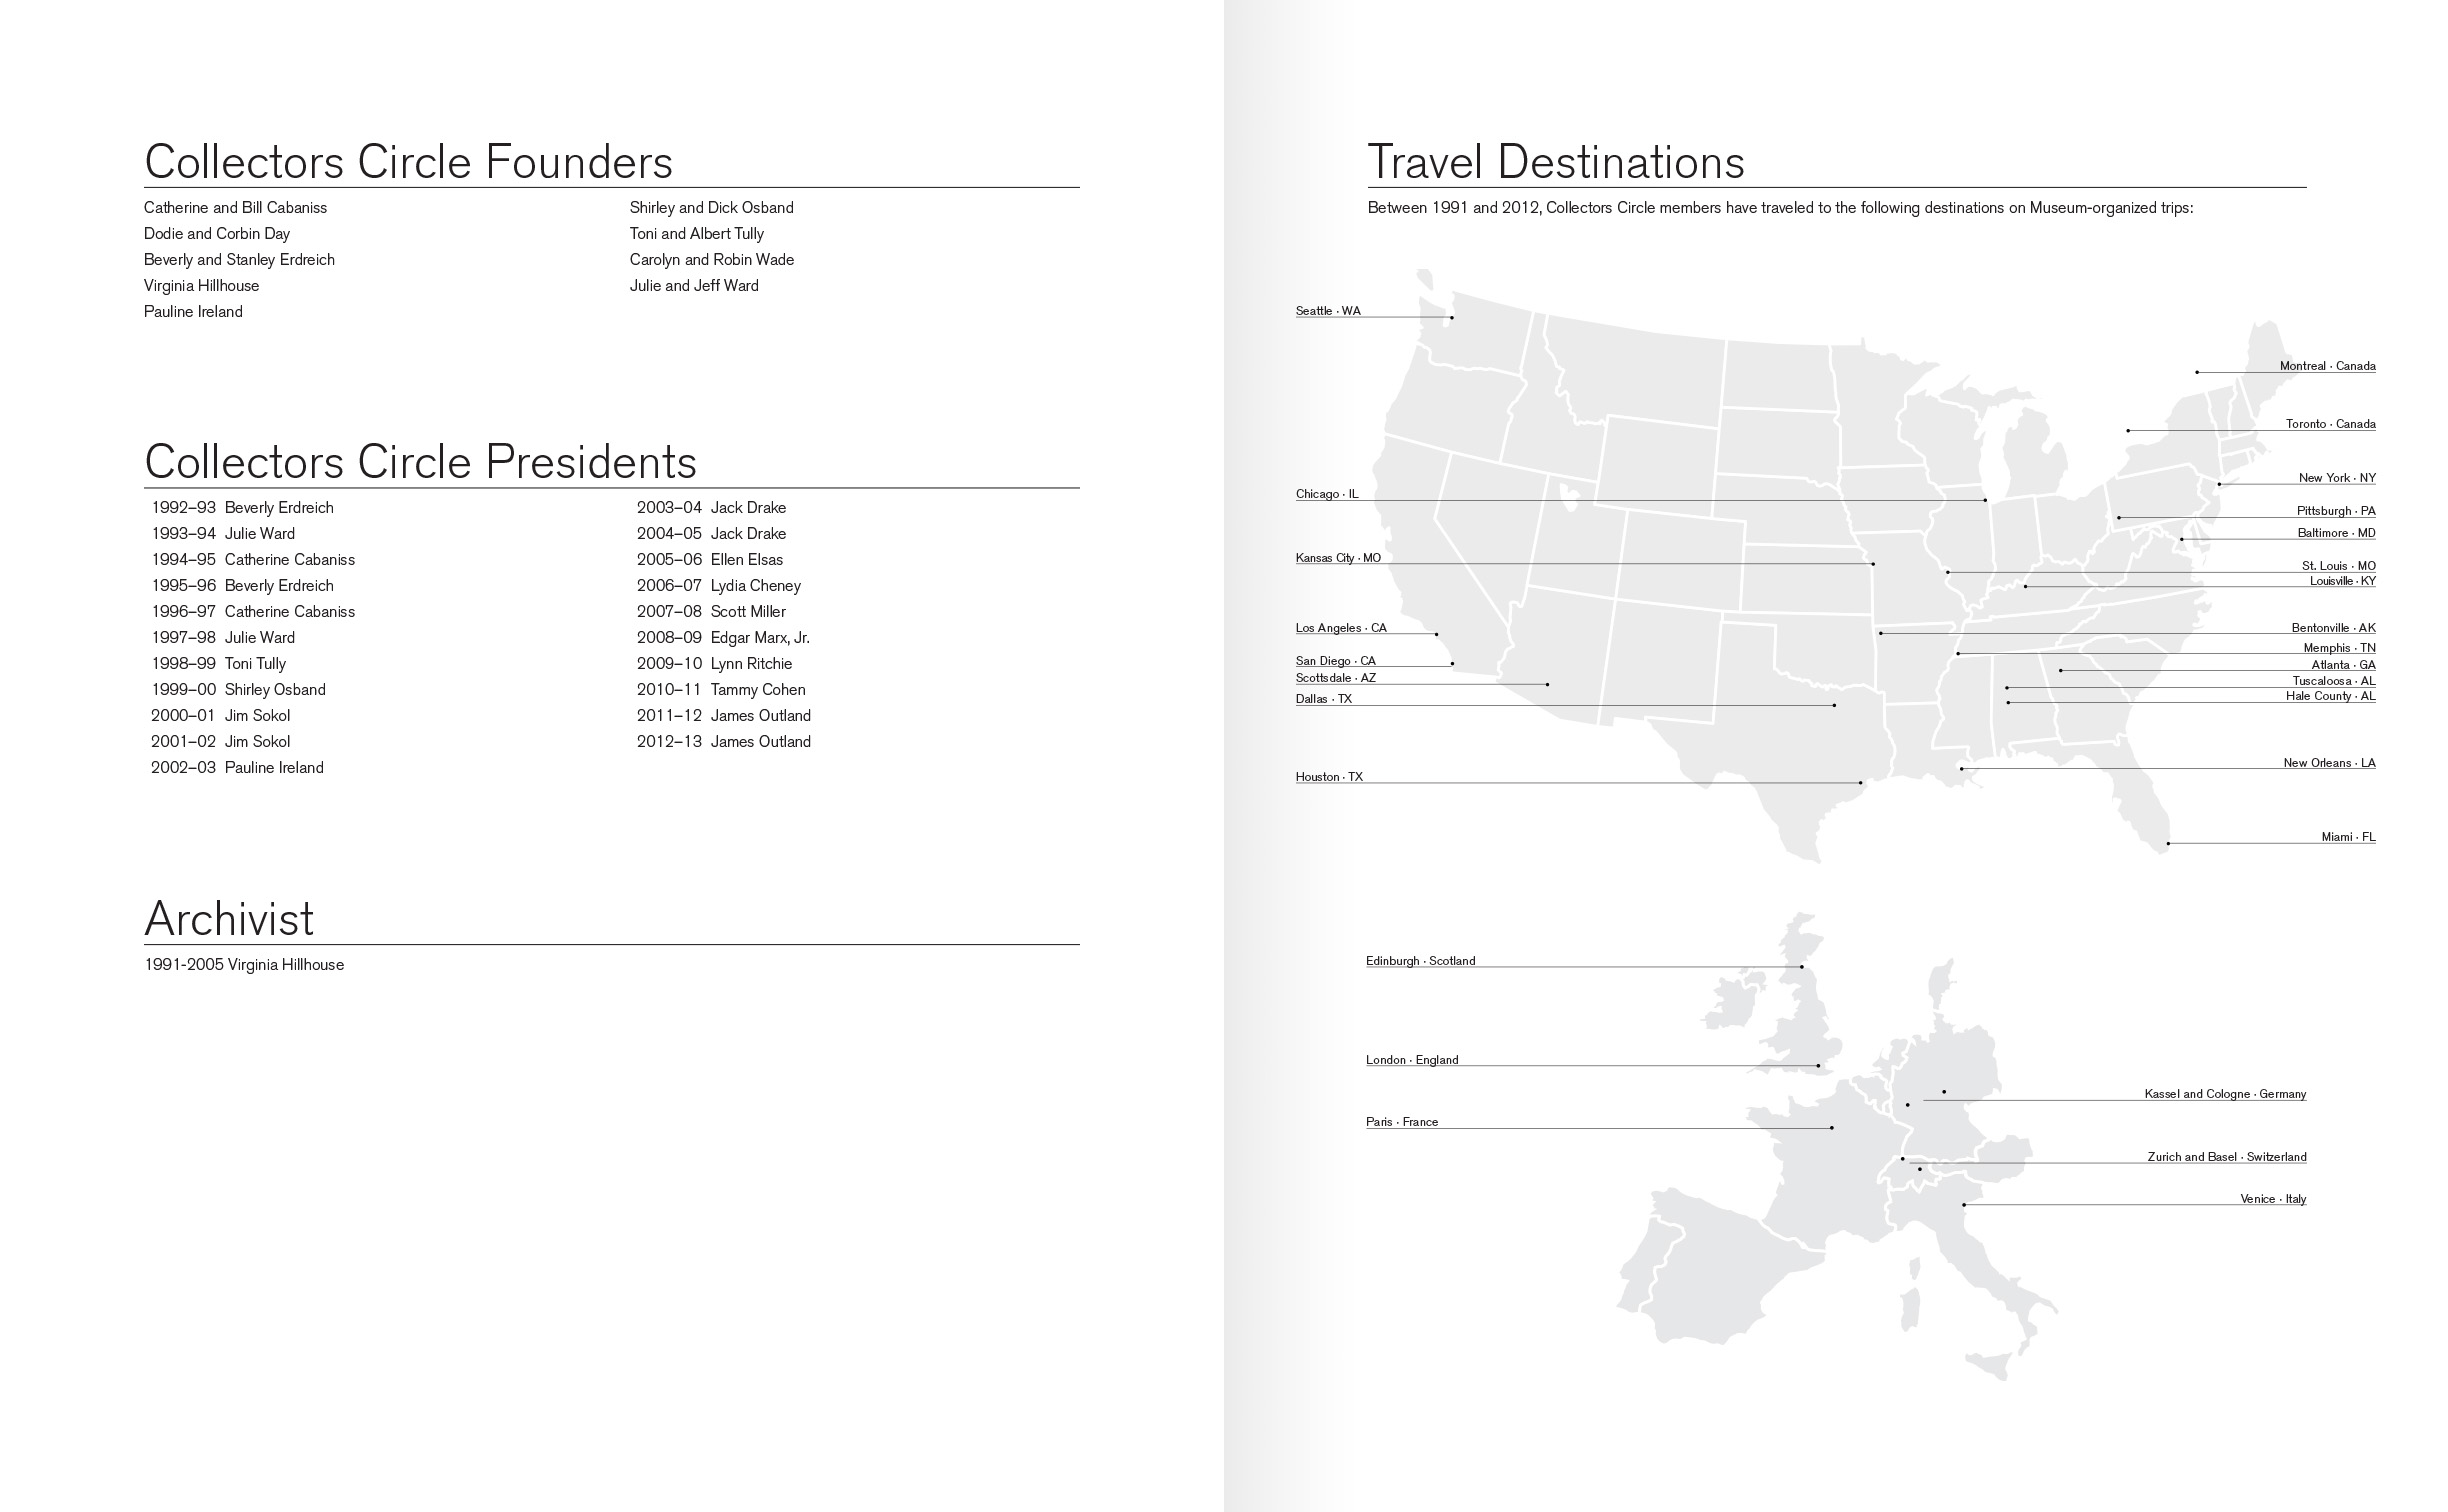 Collectors Circle Founders
Catherine and Bill Cabaniss
Dodie and Corbin Day
Beverly and Stanley Erdreich
Virginia Hillhouse
Pauline Ireland
Shirley and Dick Osband
Toni and Albert Tully
Carolyn and Robin Wade
Julie and Jeff Ward
Collectors Circle Presidents
1992–93 Beverly Erdreich
1993–94 Julie Ward
1994–95 Catherine Cabaniss
1995–96 Beverly Erdreich
1996–97 Catherine Cabaniss
1997–98 Julie Ward
1998–99 Toni Tully
1999–00 Shirley Osband
2000–01 Jim Sokol
2001–02 Jim Sokol
2002–03 Pauline Ireland
2003–04 Jack Drake
2004–05 Jack Drake
2005–06 Ellen Elsas
2006–07 Lydia Cheney
2007–08 Scott Miller
2008–09 Edgar Marx, Jr.
2009–10 Lynn Ritchie
2010–11 Tammy Cohen
2011–12 James Outland
2012–13 James Outland
Archivist
1991-2005 Virginia Hillhouse
Travel Destinations
Between 1991 and 2012, Collectors Circle members have traveled to the following destinations on Museum-organized trips:
Seattle · WA
Chicago · IL
Kansas City · MO
Los Angeles · CA
San Diego · CA
Scottsdale · AZ
Dallas · TX
Houston · TX
Montreal · Canada
Toronto · Canada
New York · NY
Pittsburgh · PA
Baltimore · MD
St. Louis · MO
Louisville · KY
Bentonville · AK
Memphis · TN
Atlanta · GA
Tuscaloosa · AL
Hale County · AL
New Orleans · LA
Miami · FL
Edinburgh · Scotland
London · England
Paris · France
Kassel and Cologne · Germany
Zurich and Basel · Switzerland
Venice · Italy